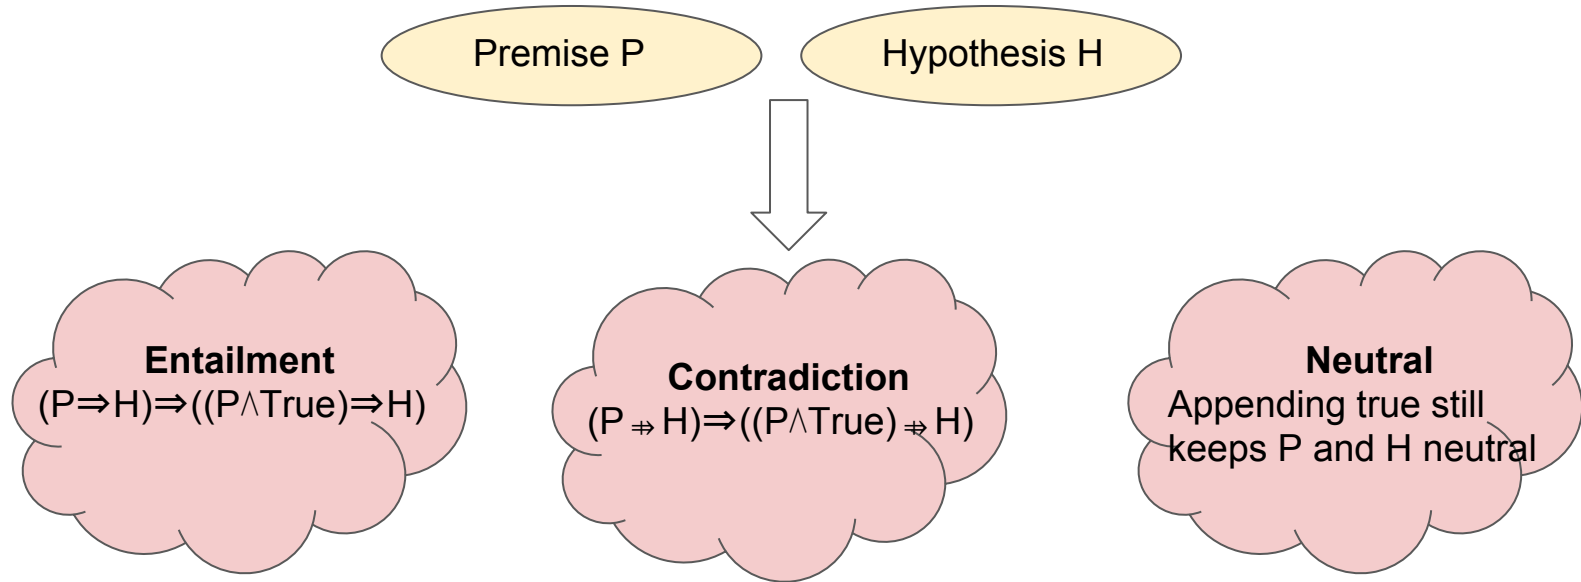 Premise P
Hypothesis H
Entailment
(P⇒H)⇒((P∧True)⇒H)
Contradiction
(P ⇻ H)⇒((P∧True) ⇻ H)
Neutral
Appending true still
keeps P and H neutral